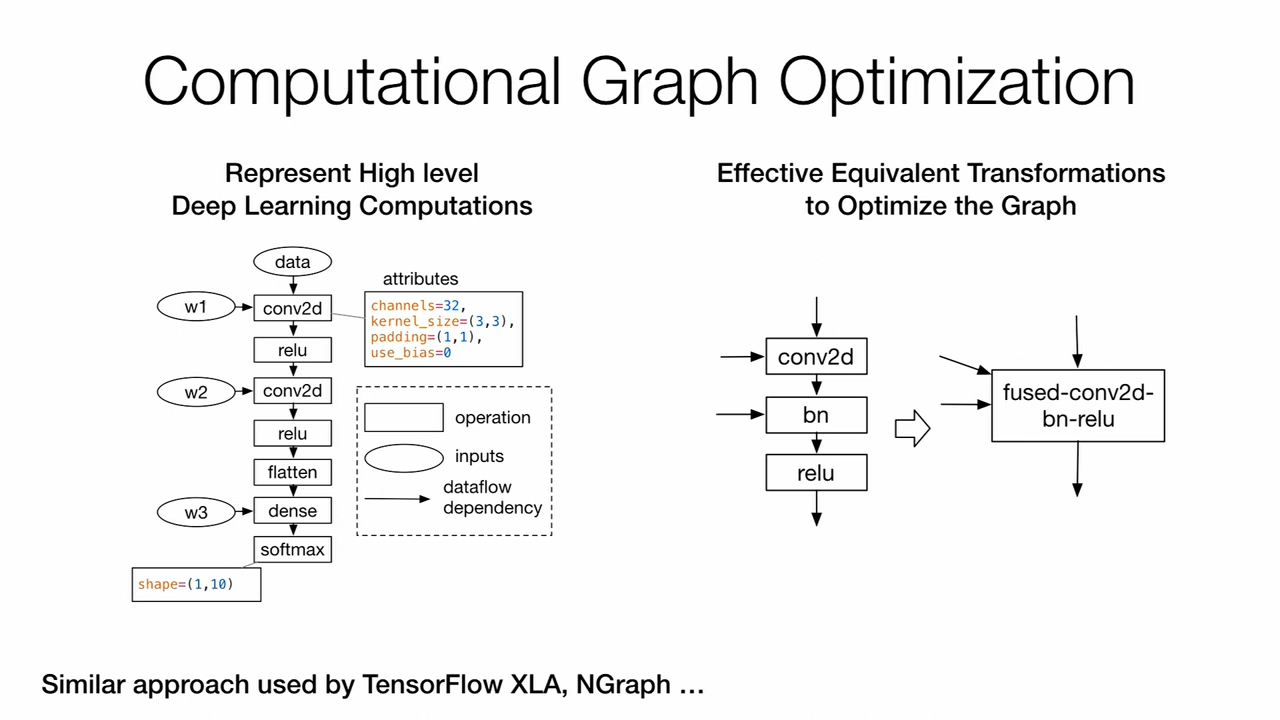 Computational Graph Optimization
Represent High level
Deep Learning Computations
data
w1
conv2d
relu
w2
conv2d
relu
flatten
w3
dense
softmax
shape=(1,10)
attributes
channels=32,
kernel_size=(3,3),
padding=(1,1),
use_bias=0
operation
inputs
dataflow
dependency
Effective Equivalent Transformations
to Optimize the Graph
conv2d
bn
relu
fused-conv2d-
bn-relu
Similar approach used by TensorFlow XLA, NGraph …